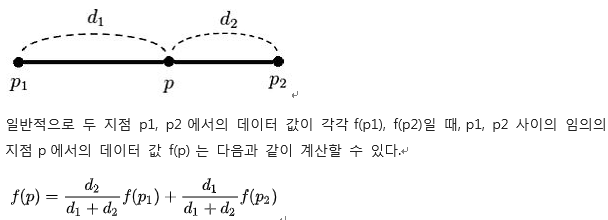 d₁ d₂
p₁ p p₂
일반적으로 두 지점 p1, p2 에서의 데이터 값이 각각 f(p1), f(p2)일 때, p1, p2 사이의 임의의
지점 p 에서의 데이터 값 f(p) 는 다음과 같이 계산할 수 있다.↵
f(p) = \frac{d₂}{d₁ + d₂} f(p₁) + \frac{d₁}{d₁ + d₂} f(p₂)